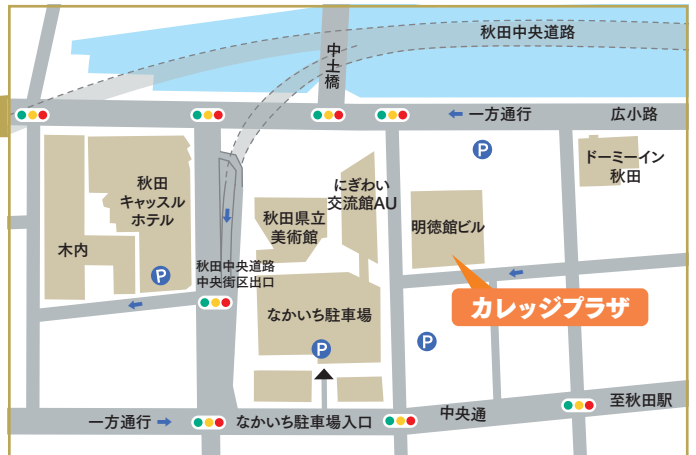 秋田中央道路
中土橋
一方通行
広小路
P
ドーミーイン
秋田
にぎわい
交流館AU
秋田
キャッスル
ホテル
秋田県立
美術館
明徳館ビル
木内
P
秋田中央道路
中央街区出口
カレッジプラザ
なかいち駐車場
P
P
一方通行
なかいち駐車場入口
中央通
至秋田駅